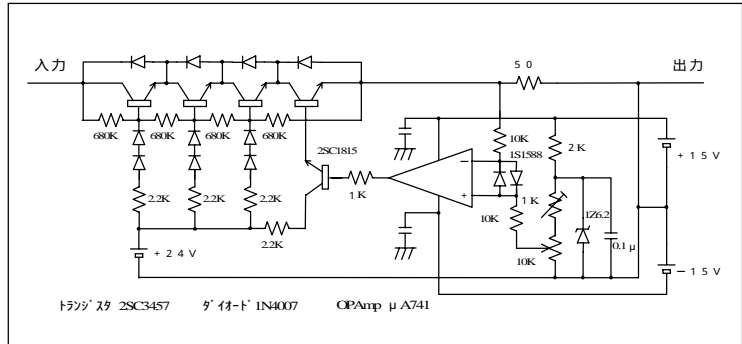 入力
50
出力
680K
680K
680K
680K
2SC1815
10K
1S1588
2K
+15V
2.2K
2.2K
2.2K
1K
−
+
1K
10K
1Z6.2
0.1μ
2.2K
10K
+24V
−15V
トランジスタ 2SC3457 ダイオード 1N4007 OPAmp μA741